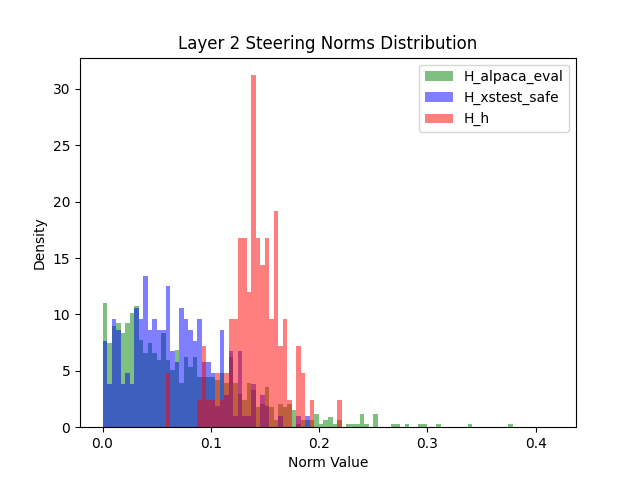 Layer 2 Steering Norms Distribution
H_alpaca_eval
H_xstest_safe
H_h
Density
30
25
20
15
10
5
0
0.0 0.1 0.2 0.3 0.4
Norm Value